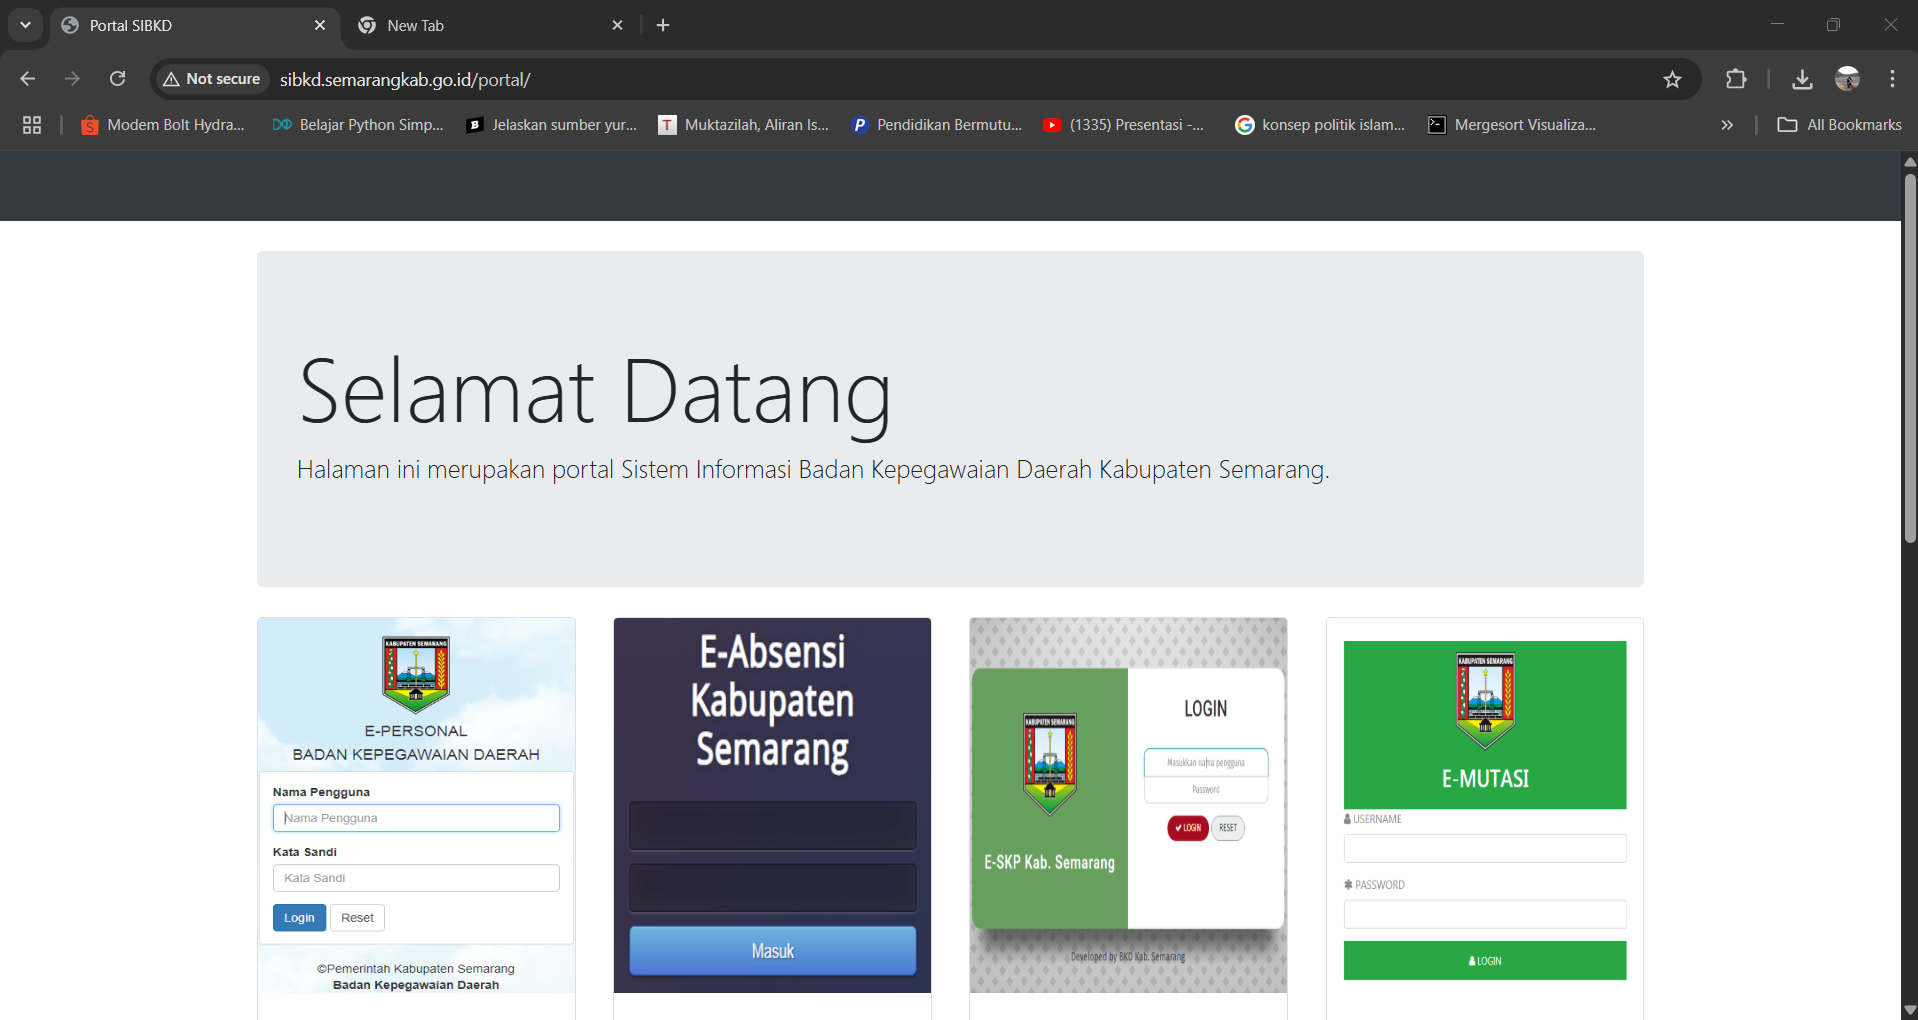 Portal SIBKD
New Tab
Not secure
sibkd.semarangkab.go.id/portal/
Modem Bolt Hydra...
Belajar Python Simp...
Jelaskan sumber yur...
Muktazilah, Aliran Is...
Pendidikan Bermutu...
(1335) Presentasi -...
konsep politik islam...
Mergesort Visualiza...
All Bookmarks
Selamat Datang
Halaman ini merupakan portal Sistem Informasi Badan Kepegawaian Daerah Kabupaten Semarang.
KABUPATEN SEMARANG
E-PERSONAL
BADAN KEPEGAWAIAN DAERAH
Nama Pengguna
Nama Pengguna
Kata Sandi
Kata Sandi
Login Reset
©Pemerintah Kabupaten Semarang
Badan Kepegawaian Daerah
E-Absensi
Kabupaten
Semarang
Masuk
KABUPATEN SEMARANG
E-SKP Kab. Semarang
LOGIN
Masukkan nama pengguna
Password
LOGIN RESET
Developed by BKD Kab. Semarang
KABUPATEN SEMARANG
E-MUTASI
USERNAME
PASSWORD
LOGIN